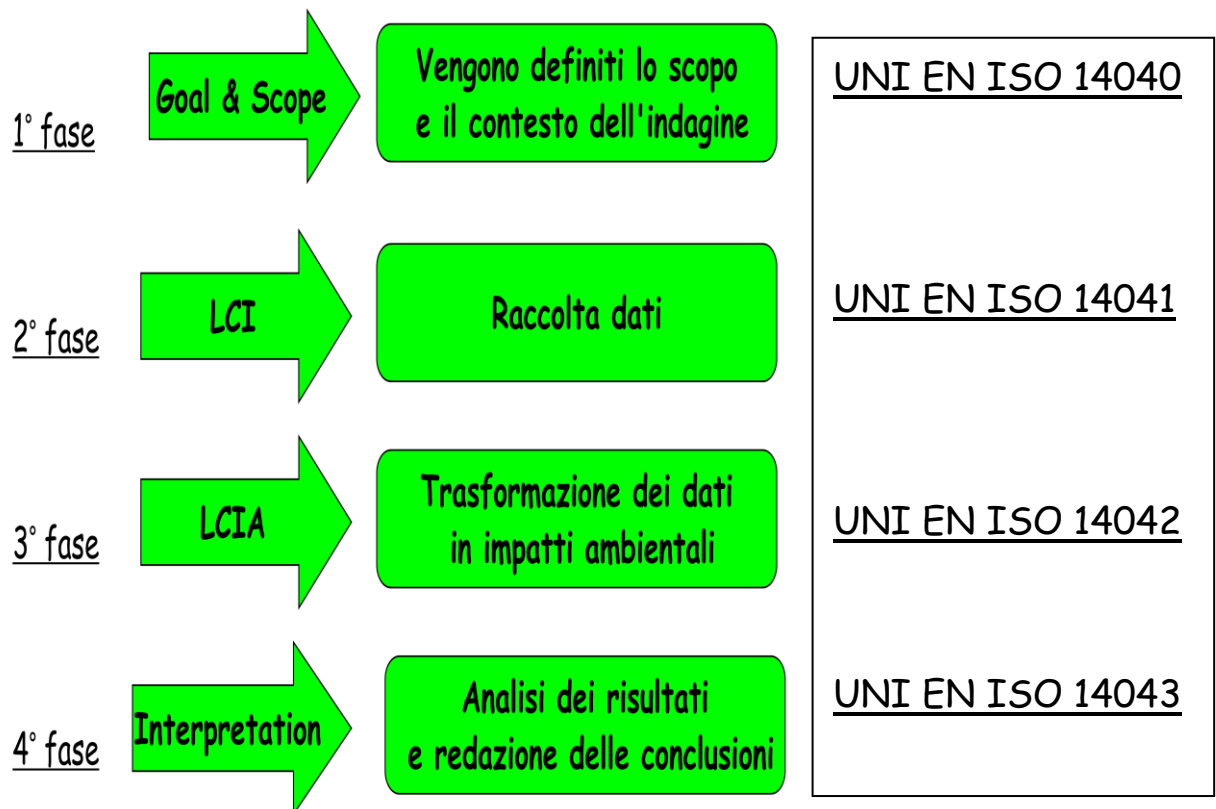 1° fase
Goal & Scope
Vengono definiti lo scopo
e il contesto dell'indagine
UNI EN ISO 14040
2° fase
LCI
Raccolta dati
UNI EN ISO 14041
3° fase
LCIA
Trasformazione dei dati
in impatti ambientali
UNI EN ISO 14042
4° fase
Interpretation
Analisi dei risultati
e redazione delle conclusioni
UNI EN ISO 14043